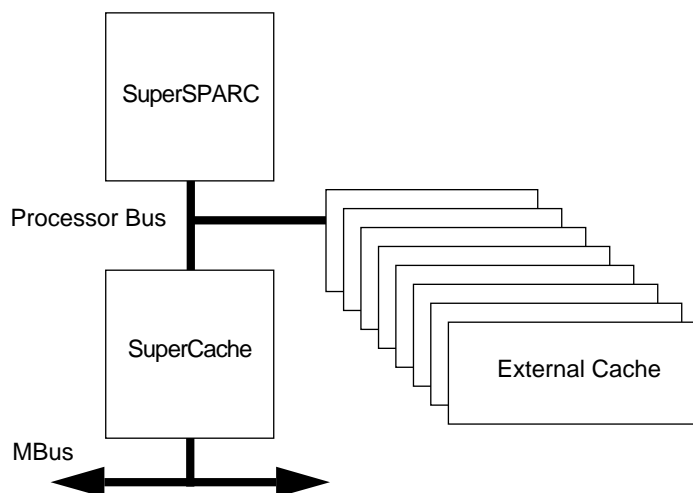 SuperSPARC
Processor Bus
SuperCache
External Cache
MBus